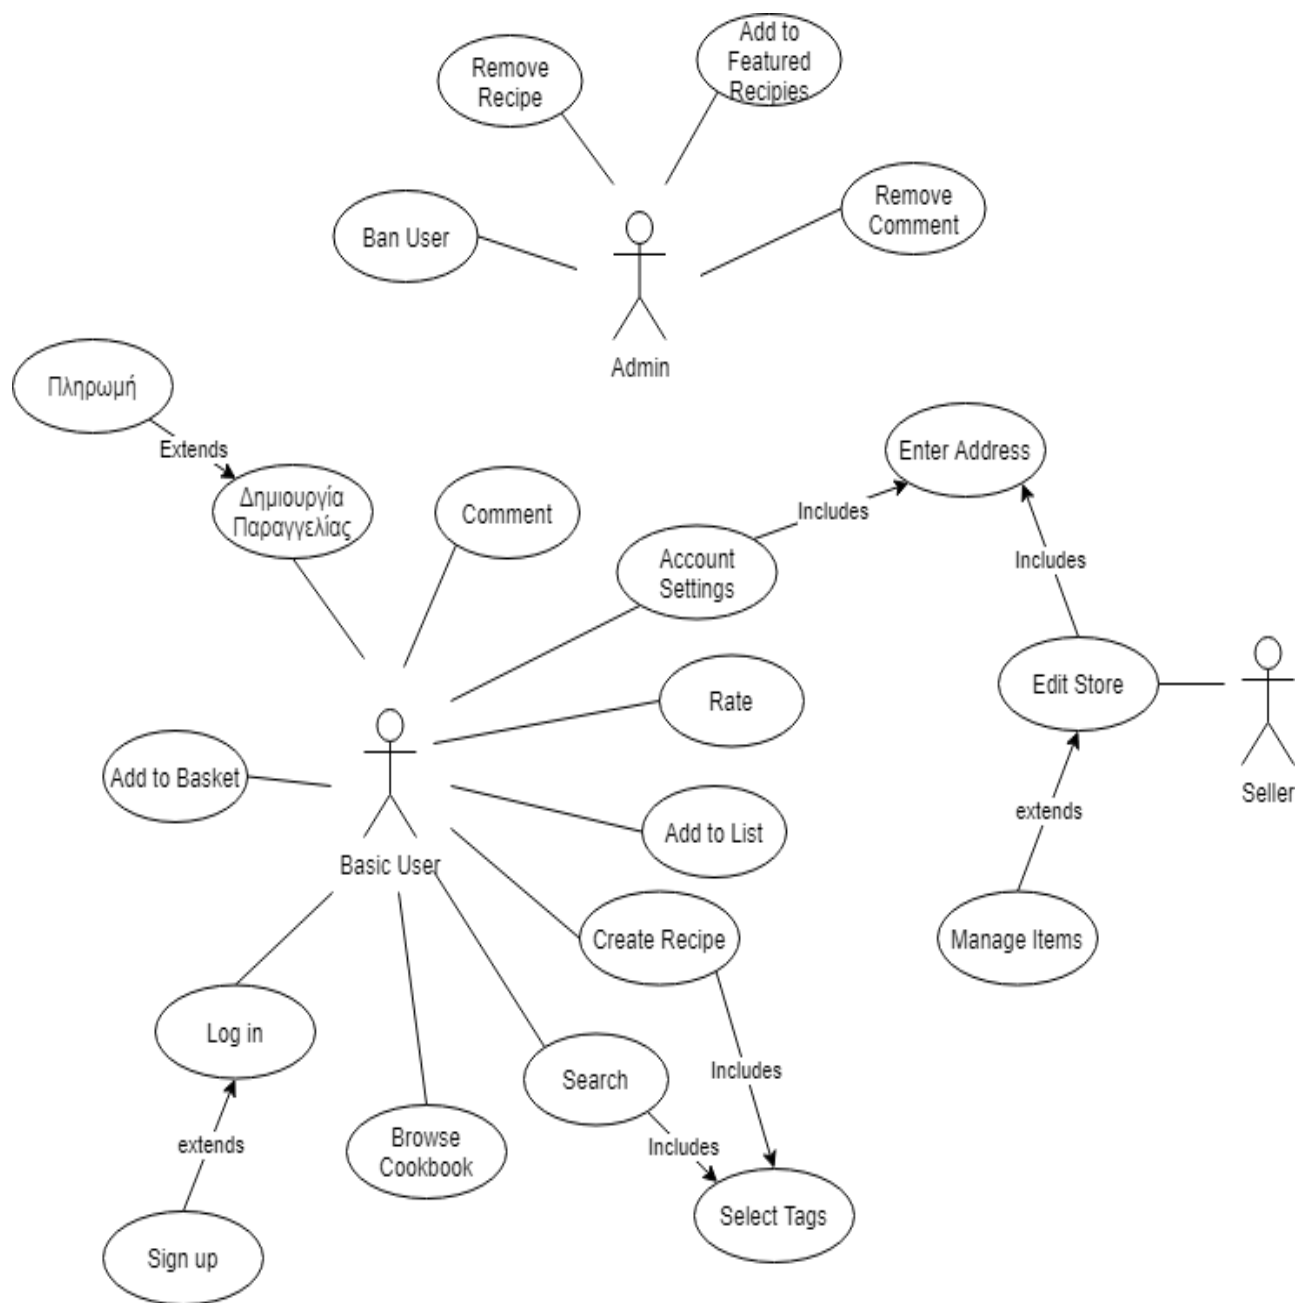 Add to
Featured
Recipies
Remove
Recipe
Remove
Comment
Ban User
Admin
Πληρωμή
Extends
Enter Address
Δημιουργία
Παραγγελίας
Comment
Includes
Account
Settings
Includes
Edit Store
Rate
Add to Basket
Seller
extends
Add to List
Basic User
Create Recipe
Manage Items
Log in
Search
Includes
extends
Browse
Cookbook
Includes
Select Tags
Sign up